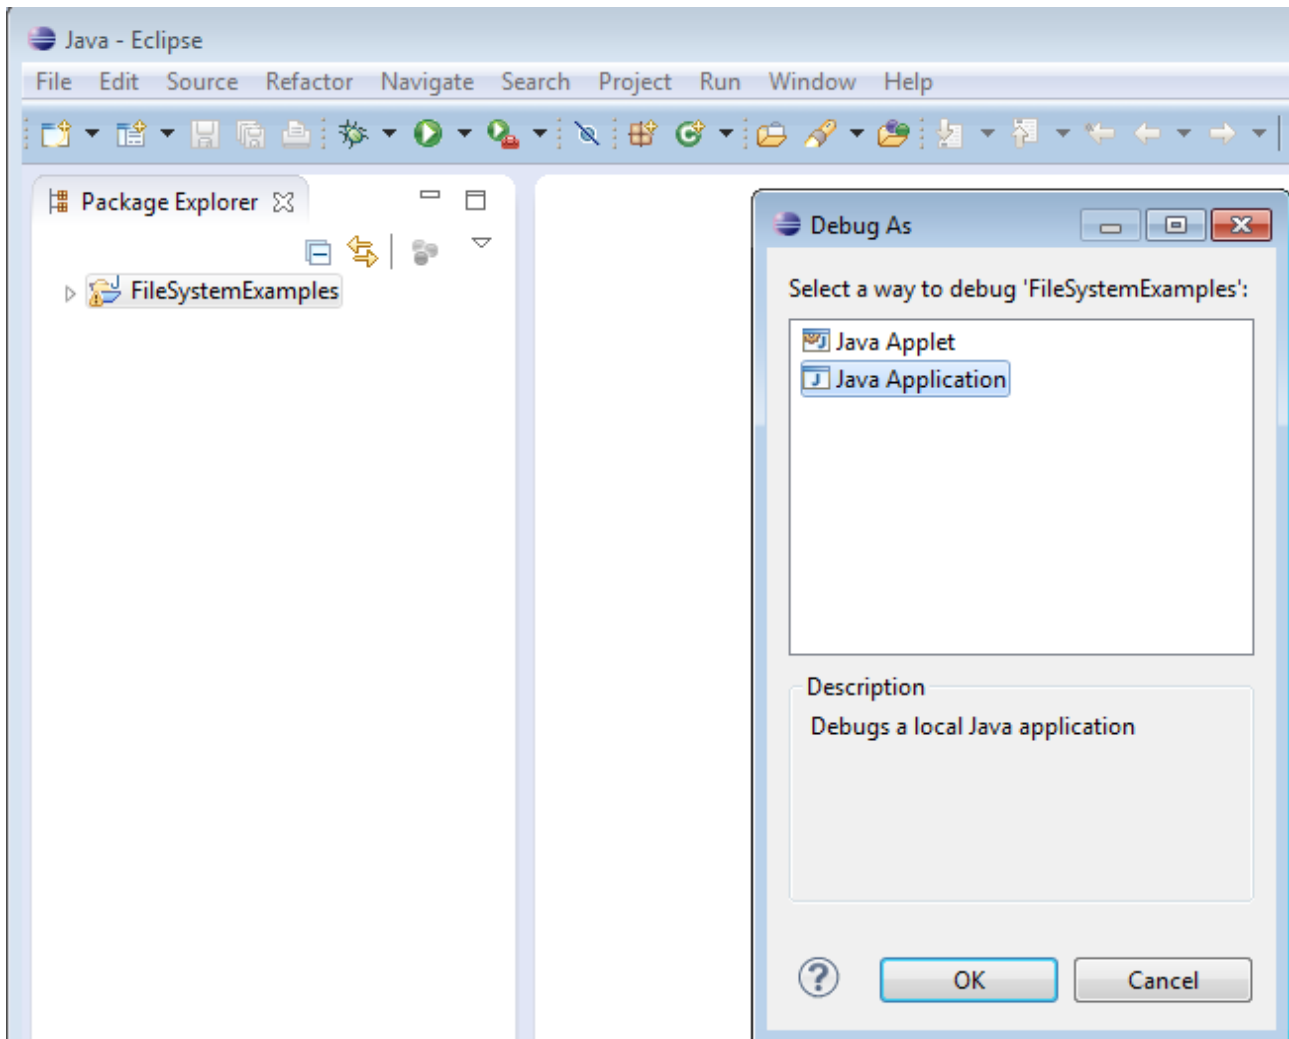 Java - Eclipse
File Edit Source Refactor Navigate Search Project Run Window Help
Package Explorer
FileSystemExamples
Debug As
Select a way to debug 'FileSystemExamples':
Java Applet
Java Application
Description
Debugs a local Java application
OK Cancel